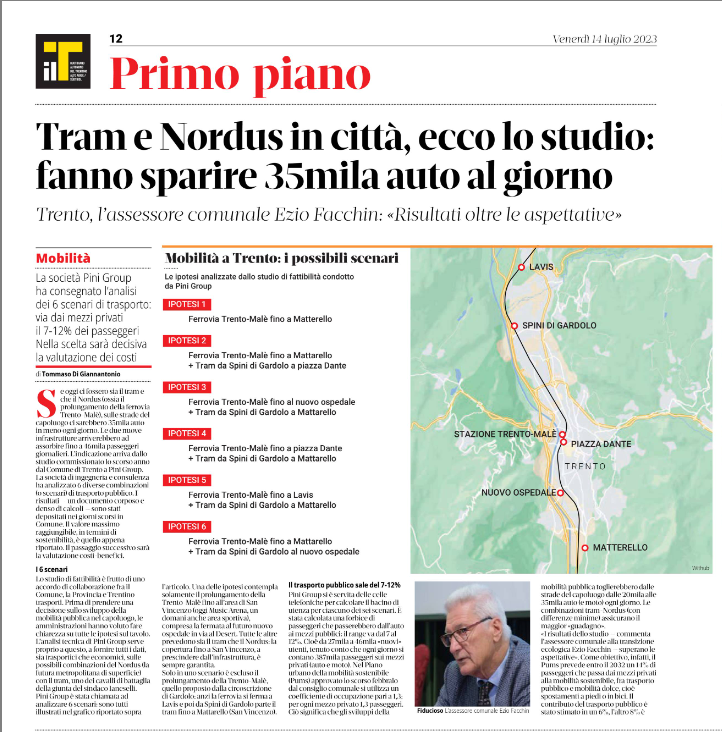 ilT
12
Venerdì 14 luglio 2023
Primo piano
Tram e Nordus in città, ecco lo studio:
fanno sparire 35mila auto al giorno
Trento, l'assessore comunale Ezio Facchin: «Risultati oltre le aspettative»
Mobilità
La società Pini Group
ha consegnato l'analisi
dei 6 scenari di trasporto:
via dai mezzi privati
il 7-12% dei passeggeri
Nella scelta sarà decisiva
la valutazione dei costi
di Tommaso Di Giannantonio
Se oggi ci fossero sia il tram e
che il Nordus (ossia il
prolungamento della ferrovia
Trento-Malè), sulle strade del
capoluogo ci sarebbero 35mila auto
in meno ogni giorno. Le due nuove
infrastrutture arriverebbero ad
assorbire fino a 46mila passeggeri
giornalieri. L'indicazione arriva dallo
studio commissionato lo scorso anno
dal Comune di Trento a Pini Group.
La società di ingegneria e consulenza
ha analizzato 6 diverse combinazioni
(o scenari) di trasporto pubblico. I
risultati — un documento corposo e
denso di calcoli — sono stati
depositati nei giorni scorsi in
Comune. Il valore massimo
raggiungibile, in termini di
sostenibilità, è quello appena
riportato. Il passaggio successivo sarà
la valutazione costi-benefici.
I 6 scenari
Lo studio di fattibilità è frutto di uno
accordo di collaborazione fra il
Comune, la Provincia e Trentino
trasporti. Prima di prendere una
decisione sullo sviluppo della
mobilità pubblica nel capoluogo, le
amministrazioni hanno voluto fare
chiarezza su tutte le ipotesi sul tavolo.
L'analisi tecnica di Pini Group serve
proprio a questo, a fornire tutti i dati,
sia trasportici che economici, sulle
possibili combinazioni del Nordus (la
futura metropolitana di superficie)
con il tram, uno dei cavalli di battaglia
della giunta del sindaco Ianeselli.
Pini Group è stata chiamata ad
analizzare 6 scenari: sono tutti
illustrati nel grafico riportato sopra
Mobilità a Trento: i possibili scenari
Le ipotesi analizzate dallo studio di fattibilità condotto
da Pini Group
IPOTESI 1
Ferrovia Trento-Malè fino a Matterello
IPOTESI 2
Ferrovia Trento-Malè fino a Mattarello
+ Tram da Spini di Gardolo a piazza Dante
IPOTESI 3
Ferrovia Trento-Malè fino al nuovo ospedale
+ Tram da Spini di Gardolo a Mattarello
IPOTESI 4
Ferrovia Trento-Malè fino a piazza Dante
+ Tram da Spini di Gardolo a Mattarello
IPOTESI 5
Ferrovia Trento-Malè fino a Lavis
+ Tram da Spini di Gardolo a Mattarello
IPOTESI 6
Ferrovia Trento-Malè fino a Mattarello
+ Tram da Spini di Gardolo al nuovo ospedale
LAVIS
SPINI DI GARDOLO
STAZIONE TRENTO-MALÈ
PIAZZA DANTE
TRENTO
NUOVO OSPEDALE
MATTERELLO
Withub
l'articolo. Una delle ipotesi contempla
solamente il prolungamento della
Trento-Malè fino all'area di San
Vincenzo (oggi Music Arena, un
domani anche area sportiva),
compresa la fermata al futuro nuovo
ospedale in via al Desert. Tutte le altre
prevedono sia il tram che il Nordus: la
copertura fino a San Vincenzo, a
prescindere dall'infrastruttura, è
sempre garantita.
Solo in uno scenario è escluso il
prolungamento della Trento-Malè,
quello proposto dalla circoscrizione
di Gardolo: anzi la ferrovia si ferma a
Lavis e poi da Spini di Gardolo parte il
tram fino a Mattarello (San Vincenzo).
Il trasporto pubblico sale del 7-12%
Pini Group si è servita delle celle
telefoniche per calcolare il bacino di
utenza per ciascuno dei sei scenari. È
stata calcolata una forbice di
passeggeri che passerebbero dall'auto
ai mezzi pubblici: il range va dal 7 al
12%. Cioè da 27mila a 46mila «nuovi»
utenti, tenuto conto che ogni giorno si
contano 387mila passeggeri sui mezzi
privati (auto e moto). Nel Piano
urbano della mobilità sostenibile
(Pums) approvato lo scorso febbraio
dal consiglio comunale si utilizza un
coefficiente di occupazione pari a 1,3:
per ogni mezzo privato 1,3 passeggeri.
Ciò significa che gli sviluppi della
Fiducioso L'assessore comunale Ezio Facchin
mobilità pubblica toglierebbero dalle
strade del capoluogo dalle 20mila alle
35mila auto (e moto) ogni giorno. Le
combinazioni tram-Nordus (con
differenze minime) assicurano il
maggior «guadagno».
«I risultati dello studio — commenta
l'assessore comunale alla transizione
ecologica Ezio Facchin — superano le
aspettative». Come obiettivo, infatti, il
Pums prevede entro il 2032 un 14% di
passeggeri che passa dai mezzi privati
alla mobilità sostenibile, fra trasporto
pubblico e mobilità dolce, cioè
spostamenti a piedi o in bici. Il
contributo del trasporto pubblico è
stato stimato in un 6%, l'altro 8% è